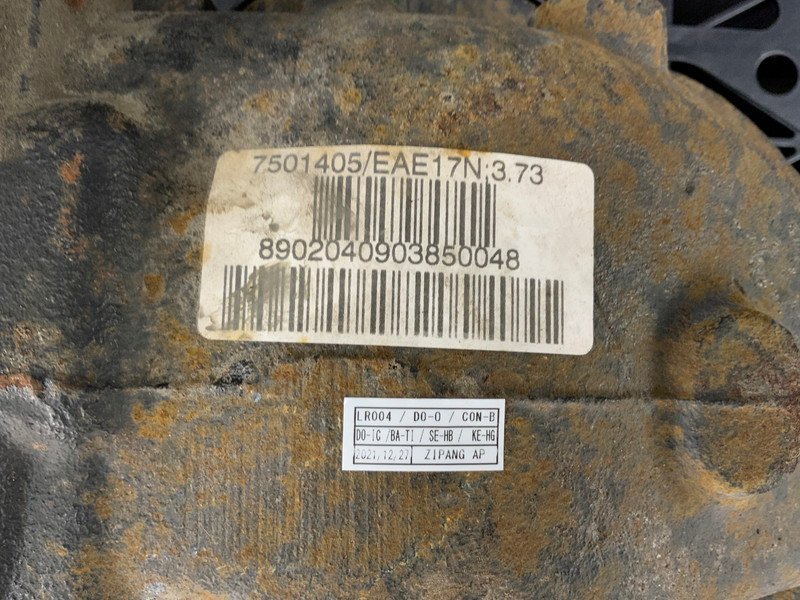 7501405/EAE17N;3.73
8902040903850048
LR004 / DO-O / CON-B
DO-IC /BA-TI / SE-HB / KE-HG
2021,12,27 ZIPANG AP